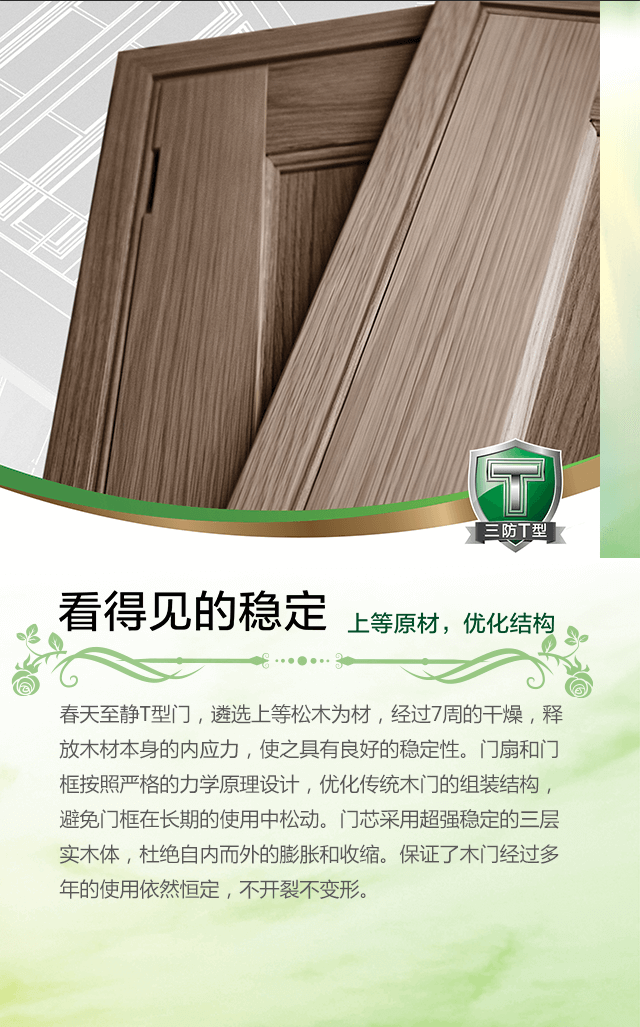 T
三防T型
看得见的稳定 上等原材，优化结构
春天至静T型门，遴选上等松木为材，经过7周的干燥，释
放木材本身的内应力，使之具有良好的稳定性。门扇和门
框按照严格的力学原理设计，优化传统木门的组装结构，
避免门框在长期的使用中松动。门芯采用超强稳定的三层
实木体，杜绝自内而外的膨胀和收缩。保证了木门经过多
年的使用依然恒定，不开裂不变形。